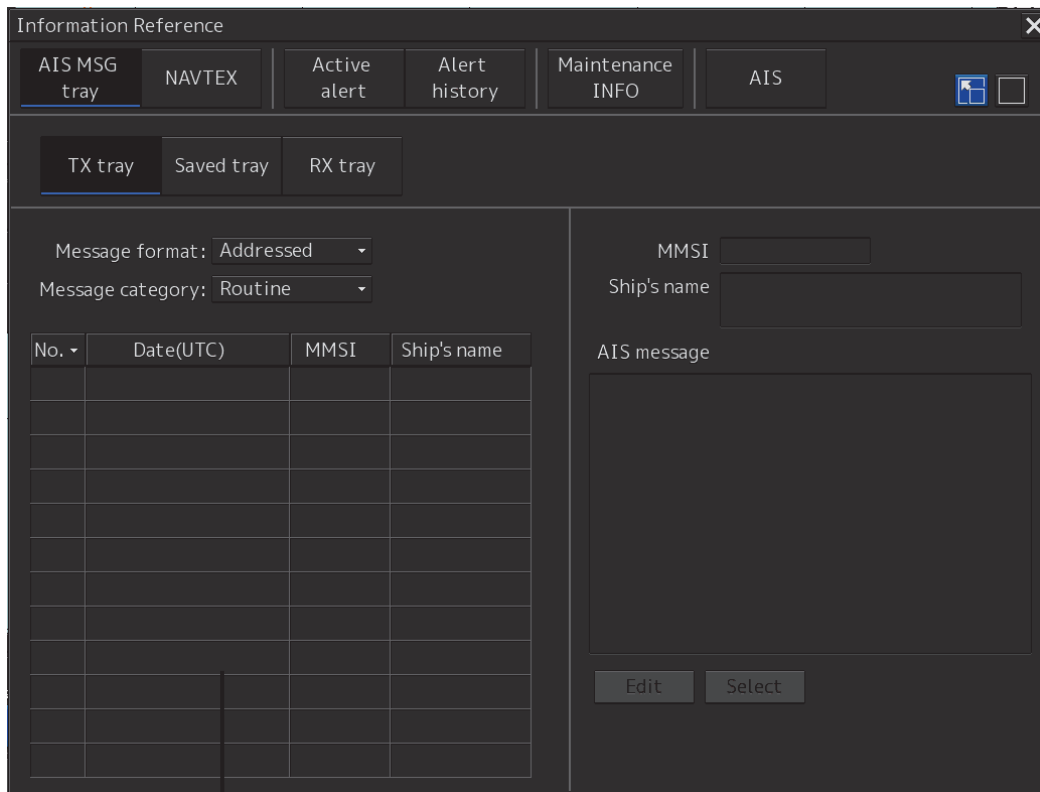 Information Reference
AIS MSG tray
NAVTEX
Active alert
Alert history
Maintenance INFO
AIS
TX tray
Saved tray
RX tray
Message format: Addressed
Message category: Routine
No. Date(UTC) MMSI Ship's name
MMSI
Ship's name
AIS message
Edit Select